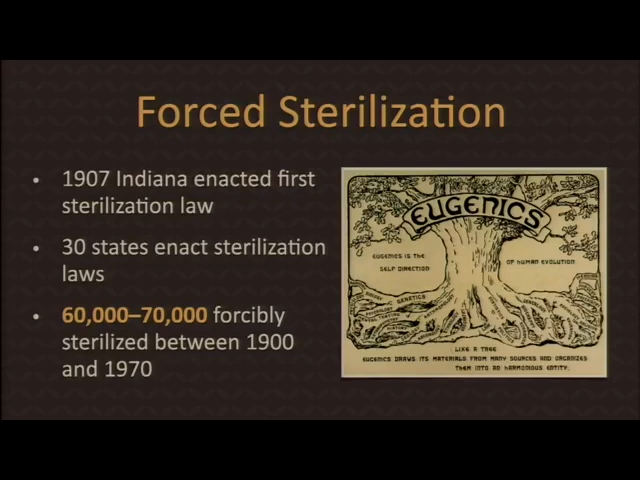 Forced Sterilization
• 1907 Indiana enacted first
sterilization law
• 30 states enact sterilization
laws
• 60,000–70,000 forcibly
sterilized between 1900
and 1970
EUGENICS
EUGENICS IS THE
SELF DIRECTION
OF HUMAN EVOLUTION
GENETICS
LIKE A TREE
EUGENICS DRAWS ITS MATERIALS FROM MANY SOURCES AND ORGANIZES
THEM INTO AN HARMONIOUS ENTITY.